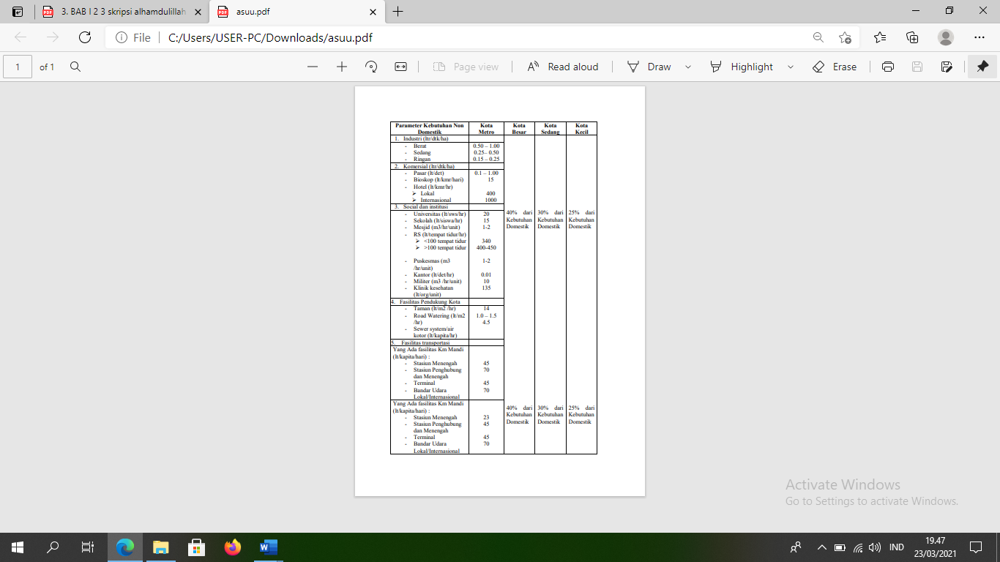 3. BAB I 2 3 skripsi alhamdulillah
asuu.pdf
File
C:/Users/USER-PC/Downloads/asuu.pdf
1 of 1
Page view
Read aloud
Draw
Highlight
Erase
Parameter Kebutuhan Non Domestik Kota Metro Kota Besar Kota Sedang Kota Kecil
1. Industri (ltr/dtk/ha)
- Berat 0.50 – 1.00
- Sedang 0.25– 0.50
- Ringan 0.15 – 0.25
2. Komersial (ltr/dtk/ha)
- Pasar (lt/det) 0.1 – 1.00
- Bioskop (lt/kmr/hari) 15
- Hotel (lt/kmr/hr)
➢ Lokal 400
➢ Internasional 1000
3. Social dan institusi
- Universitas (lt/sws/hr) 20
- Sekolah (lt/siswa/hr) 15
- Mesjid (m3/hr/unit) 1-2
- RS (lt/tempat tidur/hr)
➢ <100 tempat tidur 340
➢ >100 tempat tidur 400-450
40% dari Kebutuhan Domestik
30% dari Kebutuhan Domestik
25% dari Kebutuhan Domestik
- Puskesmas (m3 1-2
/hr/unit)
- Kantor (lt/det/hr) 0.01
- Militer (m3 /hr/unit) 10
- Klinik kesehatan 135
(lt/org/unit)
4. Fasilitas Pendukung Kota
- Taman (lt/m2 /hr) 14
- Road Watering (lt/m2 1.0 – 1.5
/hr) 4.5
- Sewer system/air
kotor (lt/kapita/hr)
5. Fasilitas transportasi
Yang Ada fasilitas Km Mandi
(lt/kapita/hari) :
- Stasiun Menengah 45
- Stasiun Penghubung 70
dan Menengah
- Terminal 45
- Bandar Udara 70
Lokal/Internasional
Yang Ada fasilitas Km Mandi
(lt/kapita/hari) :
- Stasiun Menengah 23
- Stasiun Penghubung 45
dan Menengah
- Terminal 45
- Bandar Udara 70
Lokal/Internasional
40% dari Kebutuhan Domestik
30% dari Kebutuhan Domestik
25% dari Kebutuhan Domestik
Activate Windows
Go to Settings to activate Windows.
IND
19.47
23/03/2021